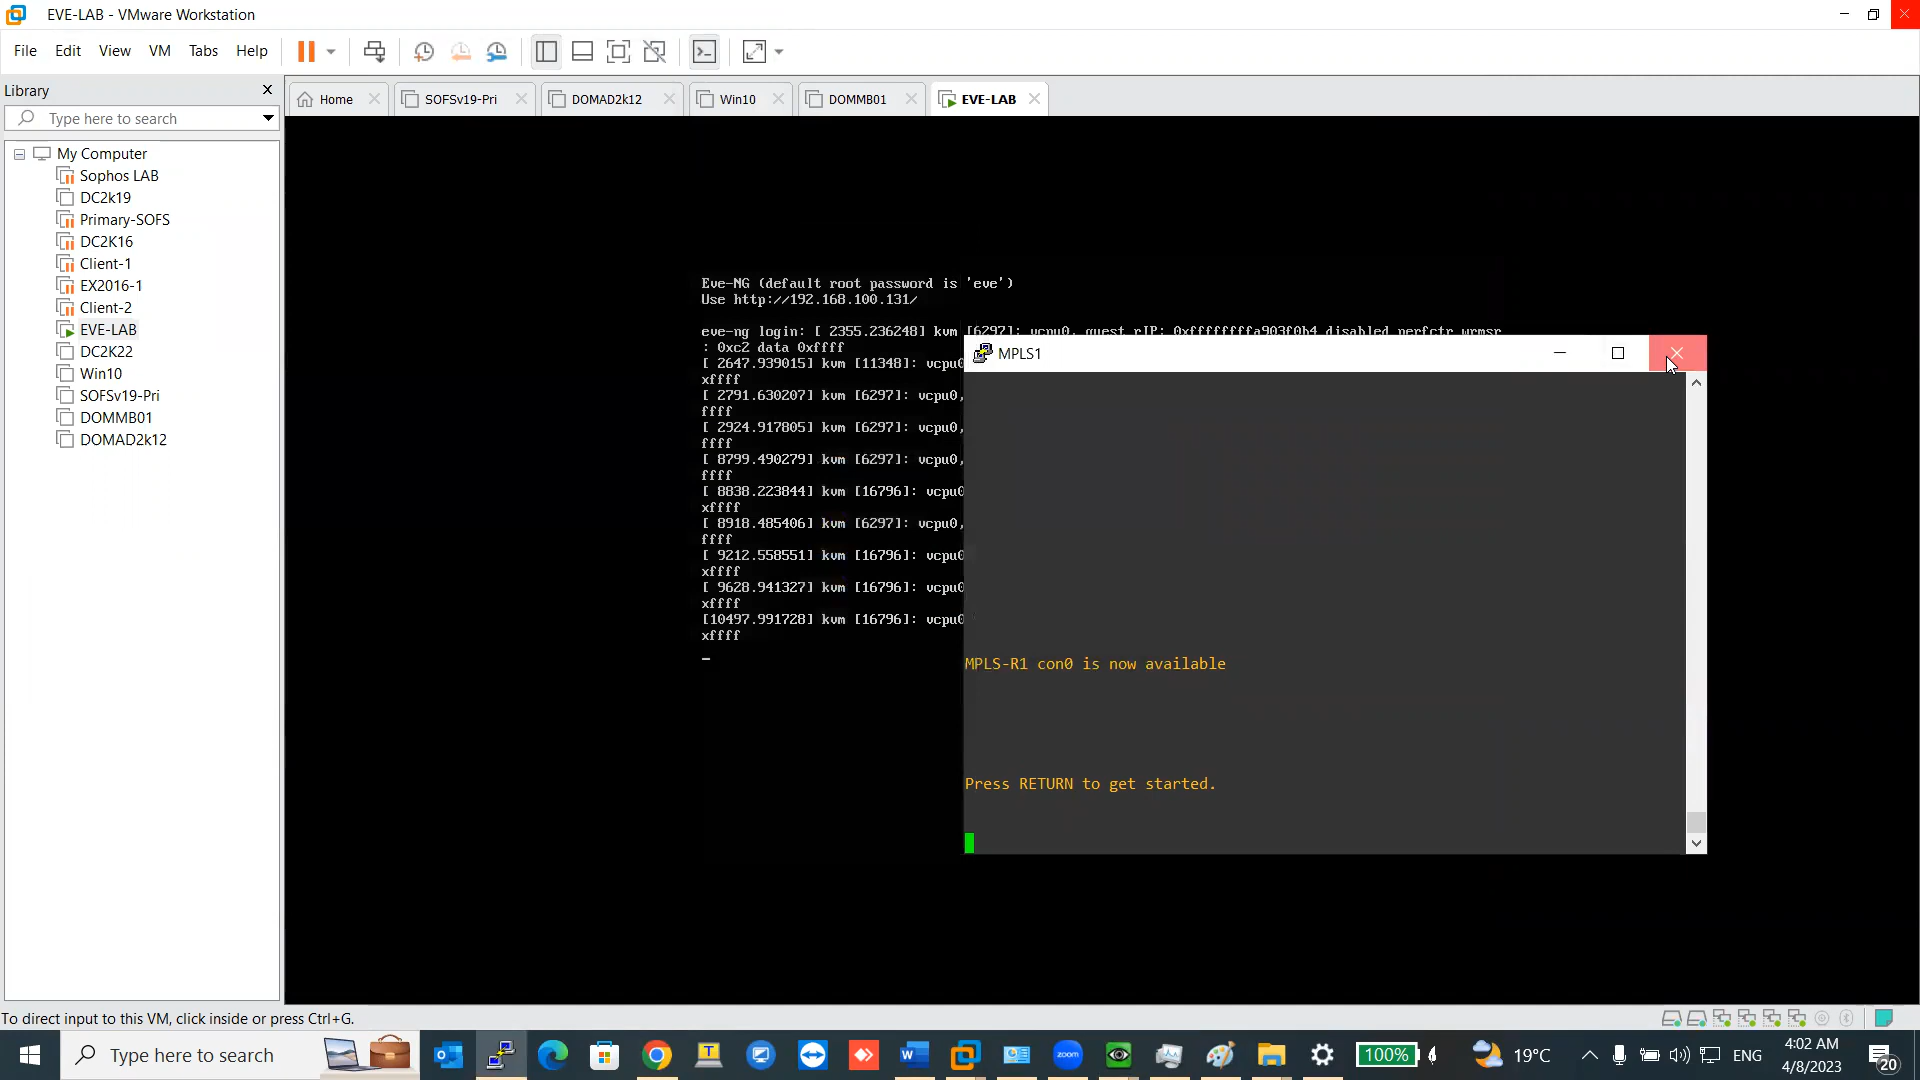 EVE-LAB - VMware Workstation
File Edit View VM Tabs Help
Library
Type here to search
My Computer
Sophos LAB
DC2k19
Primary-SOFS
DC2K16
Client-1
EX2016-1
Client-2
EVE-LAB
DC2K22
Win10
SOFSv19-Pri
DOMMB01
DOMAD2k12
Home SOFSv19-Pri DOMAD2k12 Win10 DOMMB01 EVE-LAB
Eve-NG (default root password is 'eve')
Use http://192.168.100.131/
eve-ng login: [ 2355.236248] kvm [6297]: vcpu0, guest rIP: 0xffffffffa903f0b4 disabled perfctr wrmsr
: 0xc2 data 0xffff
[ 2647.939015] kvm [11348]: vcpu0
xffff
[ 2791.630207] kvm [6297]: vcpu0,
ffff
[ 2924.917805] kvm [6297]: vcpu0,
ffff
[ 8799.490279] kvm [6297]: vcpu0,
ffff
[ 8838.223844] kvm [16796]: vcpu0
xffff
[ 8918.485406] kvm [6297]: vcpu0,
ffff
[ 9212.558551] kvm [16796]: vcpu0
xffff
[ 9628.941327] kvm [16796]: vcpu0
xffff
[10497.991728] kvm [16796]: vcpu0
xffff
MPLS1
MPLS-R1 con0 is now available
Press RETURN to get started.
To direct input to this VM, click inside or press Ctrl+G.
Type here to search
zoom
100%
19°C
ENG
4:02 AM
4/8/2023
20